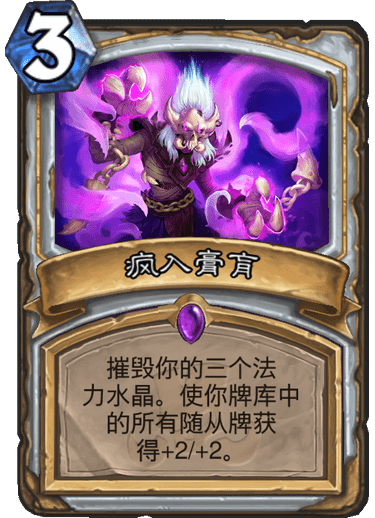 3
疯入膏肓
摧毁你的三个法
力水晶。使你牌库中
的所有随从牌获
得+2/+2。